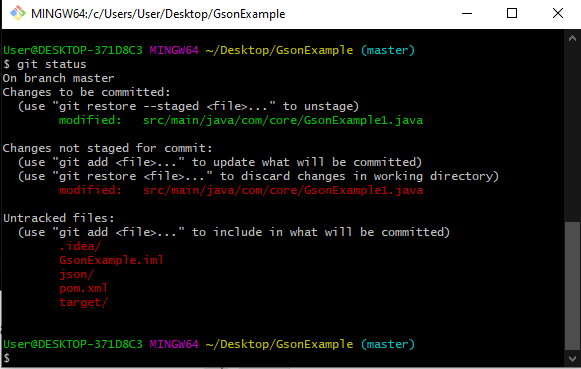 MINGW64:/c/Users/User/Desktop/GsonExample
User@DESKTOP-371D8C3 MINGW64 ~/Desktop/GsonExample (master)
$ git status
On branch master
Changes to be committed:
  (use "git restore --staged <file>..." to unstage)
        modified:   src/main/java/com/core/GsonExample1.java

Changes not staged for commit:
  (use "git add <file>..." to update what will be committed)
  (use "git restore <file>..." to discard changes in working directory)
        modified:   src/main/java/com/core/GsonExample1.java

Untracked files:
  (use "git add <file>..." to include in what will be committed)
        .idea/
        GsonExample.iml
        json/
        pom.xml
        target/

User@DESKTOP-371D8C3 MINGW64 ~/Desktop/GsonExample (master)
$